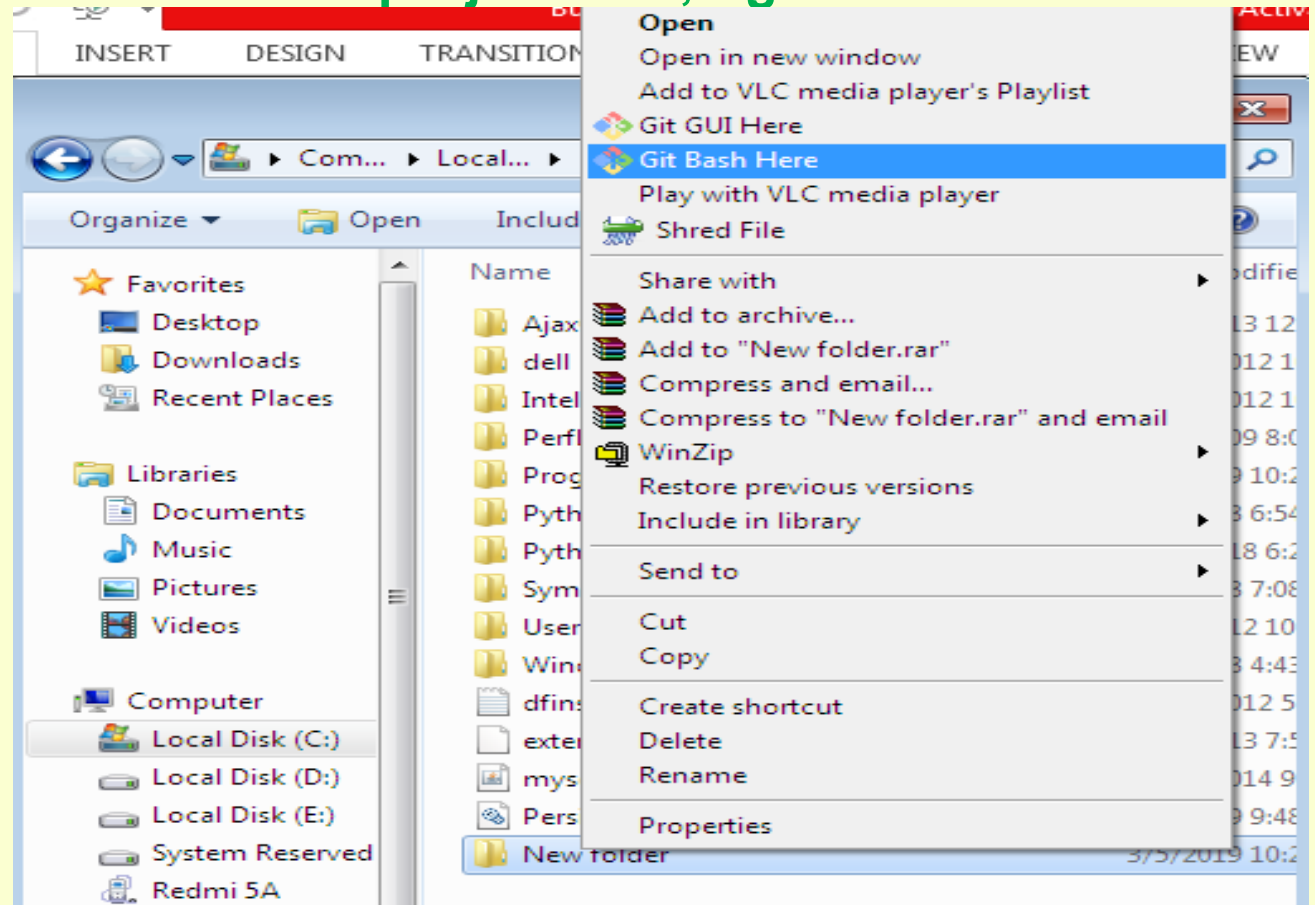 INSERT DESIGN TRANSITION
Com... Local...
Organize Open Includ
Favorites
Desktop
Downloads
Recent Places
Libraries
Documents
Music
Pictures
Videos
Computer
Local Disk (C:)
Local Disk (D:)
Local Disk (E:)
System Reserved
Redmi 5A
Name
Ajax
dell
Intel
Perfl
Prog
Pyth
Pyth
Sym
User
Wind
dfins
exter
mys
Pers
New folder 3/5/2019 10:2
Open
Open in new window
Add to VLC media player's Playlist
Git GUI Here
Git Bash Here
Play with VLC media player
Shred File
Share with
Add to archive...
Add to "New folder.rar"
Compress and email...
Compress to "New folder.rar" and email
WinZip
Restore previous versions
Include in library
Send to
Cut
Copy
Create shortcut
Delete
Rename
Properties